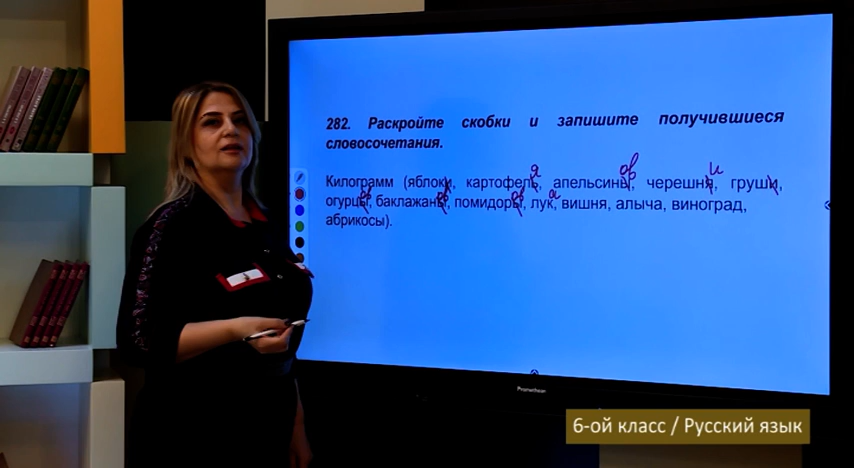 282. Раскройте скобки и запишите получившиеся
словосочетания.
Килограмм (яблоки, картофель, апельсины, черешня, груши,
огурцы, баклажаны, помидоры, лук, вишня, алыча, виноград,
абрикосы).
Promethean
6-ой класс / Русский язык